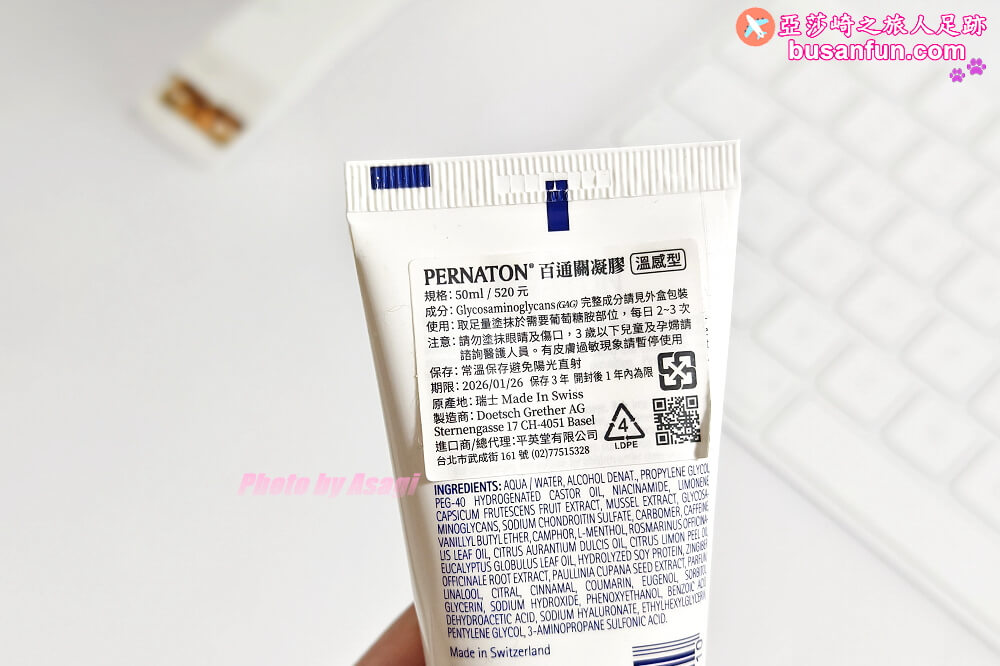 亞莎崎之旅人足跡
busanfun.com
PERNATON® 百通關凝膠 溫感型
規格：50ml / 520 元
成分：Glycosaminoglycans(GAG) 完整成分請見外盒包裝
使用：取足量塗抹於需要葡萄糖胺部位，每日 2~3 次
注意：請勿塗抹眼睛及傷口，3 歲以下兒童及孕婦請
諮詢醫護人員。有皮膚過敏現象請暫停使用
保存：常溫保存避免陽光直射
期限：2026/01/26 保存 3 年 開封後 1 年內為限
原產地：瑞士 Made In Swiss
製造商：Doetsch Grether AG
Sternengasse 17 CH-4051 Basel
進口商/總代理：平英堂有限公司
台北市武成街 161 號 (02)77515328
4
LDPE
Photo by Asagi
INGREDIENTS: AQUA / WATER, ALCOHOL DENAT., PROPYLENE GLYCOL,
PEG-40 HYDROGENATED CASTOR OIL, NIACINAMIDE, LIMONENE,
CAPSICUM FRUTESCENS FRUIT EXTRACT, MUSSEL EXTRACT, GLYCOSA-
MINOGLYCANS, SODIUM CHONDROITIN SULFATE, CARBOMER, CAFFEINE,
VANILLYL BUTYL ETHER, CAMPHOR, L-MENTHOL, ROSMARINUS OFFICINA-
LIS LEAF OIL, CITRUS AURANTIUM DULCIS OIL, CITRUS LIMON PEEL OIL,
EUCALYPTUS GLOBULUS LEAF OIL, HYDROLYZED SOY PROTEIN, ZINGIBER
OFFICINALE ROOT EXTRACT, PAULLINIA CUPANA SEED EXTRACT, PARFUM,
LINALOOL, CITRAL, CINNAMAL, COUMARIN, EUGENOL, SORBITOL,
GLYCERIN, SODIUM HYDROXIDE, PHENOXYETHANOL, BENZOIC ACID,
DEHYDROACETIC ACID, SODIUM HYALURONATE, ETHYLHEXYLGLYCERIN,
PENTYLENE GLYCOL, 3-AMINOPROPANE SULFONIC ACID.
Made in Switzerland